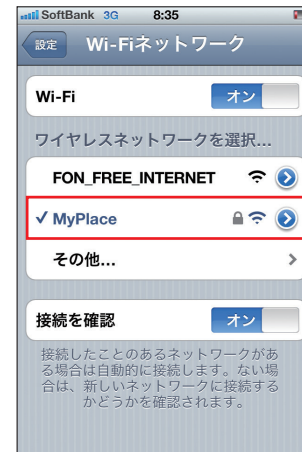 SoftBank 3G 8:35
設定 Wi-Fiネットワーク
Wi-Fi オン
ワイヤレスネットワークを選択...
FON_FREE_INTERNET
✓ MyPlace
その他...
接続を確認 オン
接続したことのあるネットワークがあ
る場合は自動的に接続します。ない場
合は、新しいネットワークに接続する
かどうかを確認されます。